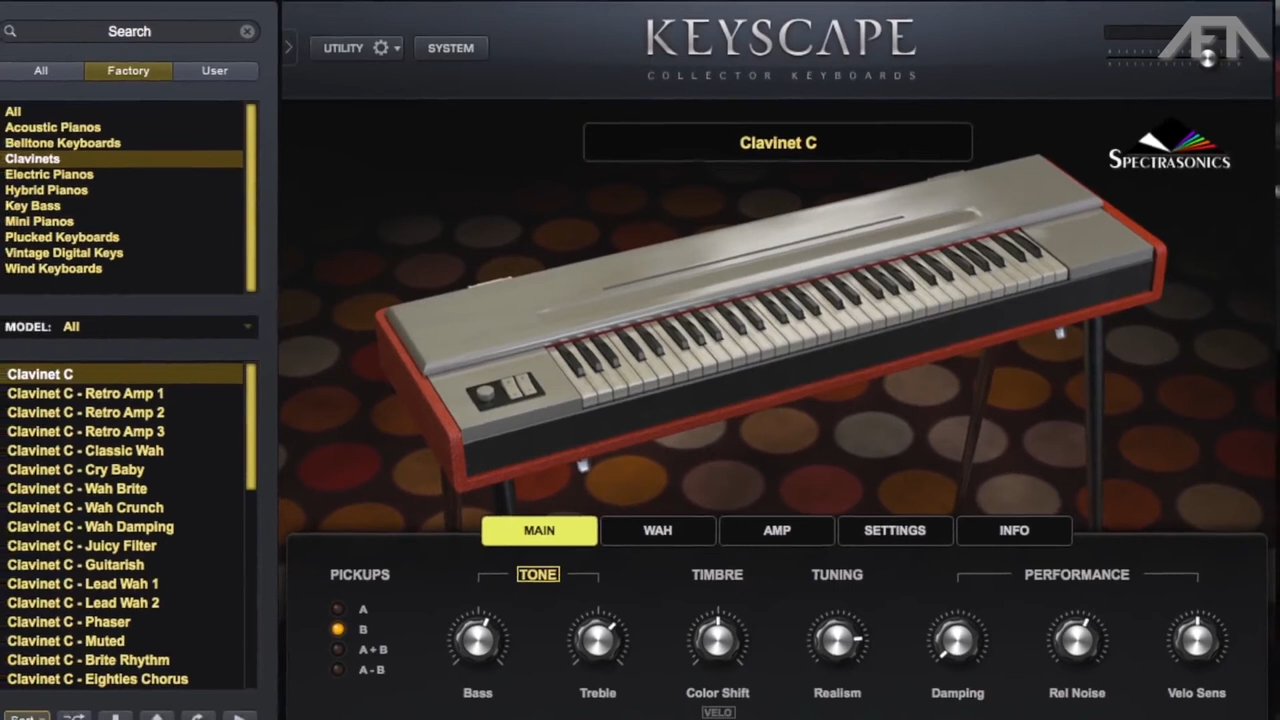 Search
All Factory User
All
Acoustic Pianos
Belltone Keyboards
Clavinets
Electric Pianos
Hybrid Pianos
Key Bass
Mini Pianos
Plucked Keyboards
Vintage Digital Keys
Wind Keyboards
MODEL: All
Clavinet C
Clavinet C - Retro Amp 1
Clavinet C - Retro Amp 2
Clavinet C - Retro Amp 3
Clavinet C - Classic Wah
Clavinet C - Cry Baby
Clavinet C - Wah Brite
Clavinet C - Wah Crunch
Clavinet C - Wah Damping
Clavinet C - Juicy Filter
Clavinet C - Guitarish
Clavinet C - Lead Wah 1
Clavinet C - Lead Wah 2
Clavinet C - Phaser
Clavinet C - Muted
Clavinet C - Brite Rhythm
Clavinet C - Eighties Chorus
UTILITY SYSTEM
KEYSCAPE
COLLECTOR KEYBOARDS
Clavinet C
SPECTRASONICS
MAIN WAH AMP SETTINGS INFO
PICKUPS TONE TIMBRE TUNING PERFORMANCE
A
B
A + B
A - B
Bass Treble Color Shift Realism Damping Rel Noise Velo Sens
VELO